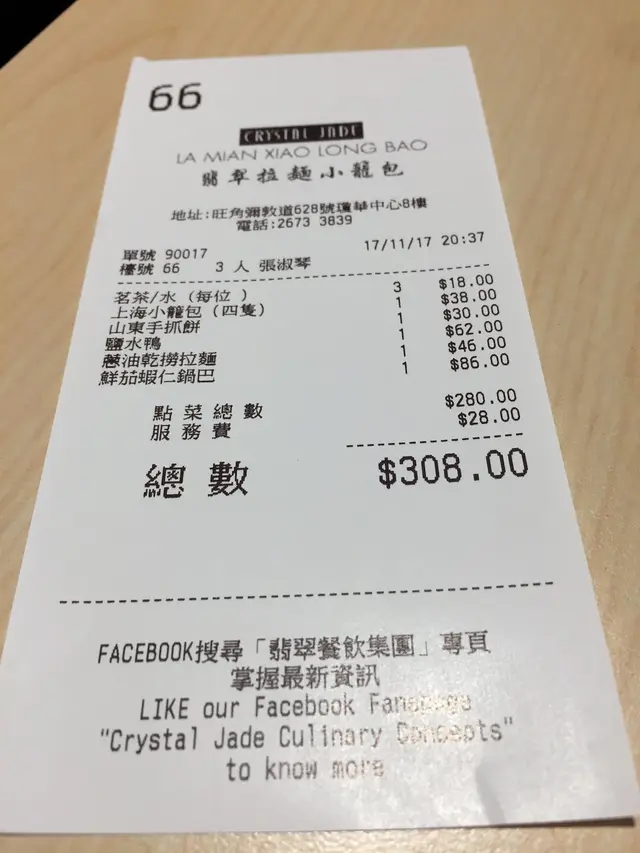 66
CRYSTAL JADE
LA MIAN XIAO LONG BAO
翡翠拉麵小籠包
地址:旺角彌敦道628號瓊華中心8樓
電話:2673 3839
單號 90017 17/11/17 20:37
檯號 66 3 人 張淑琴
茗茶/水 (每位 ) 3 $18.00
上海小籠包 (四隻) 1 $38.00
山東手抓餅 1 $30.00
鹽水鴨 1 $62.00
蔥油乾撈拉麵 1 $46.00
鮮茄蝦仁鍋巴 1 $86.00
點菜總數 $280.00
服務費 $28.00
總數 $308.00
FACEBOOK搜尋「翡翠餐飲集團」專頁
掌握最新資訊
LIKE our Facebook Fanspage
"Crystal Jade Culinary Concepts"
to know more